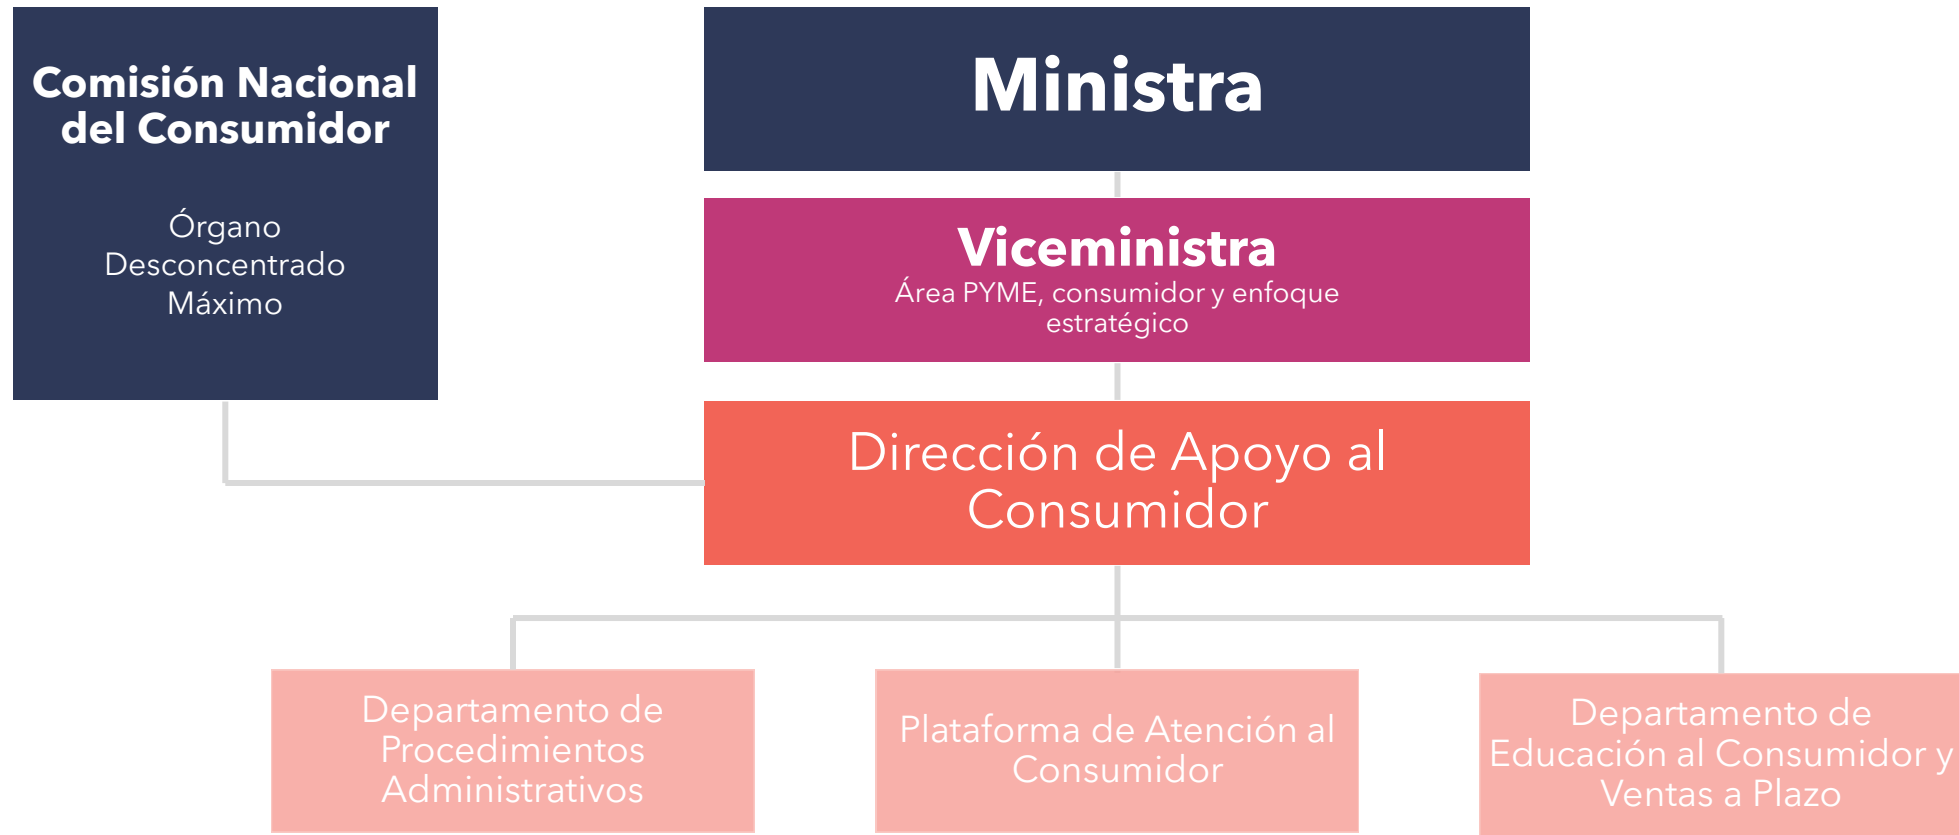 Comisión Nacional
del Consumidor
Órgano
Desconcentrado
Máximo
Ministra
Viceministra
Área PYME, consumidor y enfoque
estratégico
Dirección de Apoyo al
Consumidor
Departamento de
Procedimientos
Administrativos
Plataforma de Atención al
Consumidor
Departamento de
Educación al Consumidor y
Ventas a Plazo